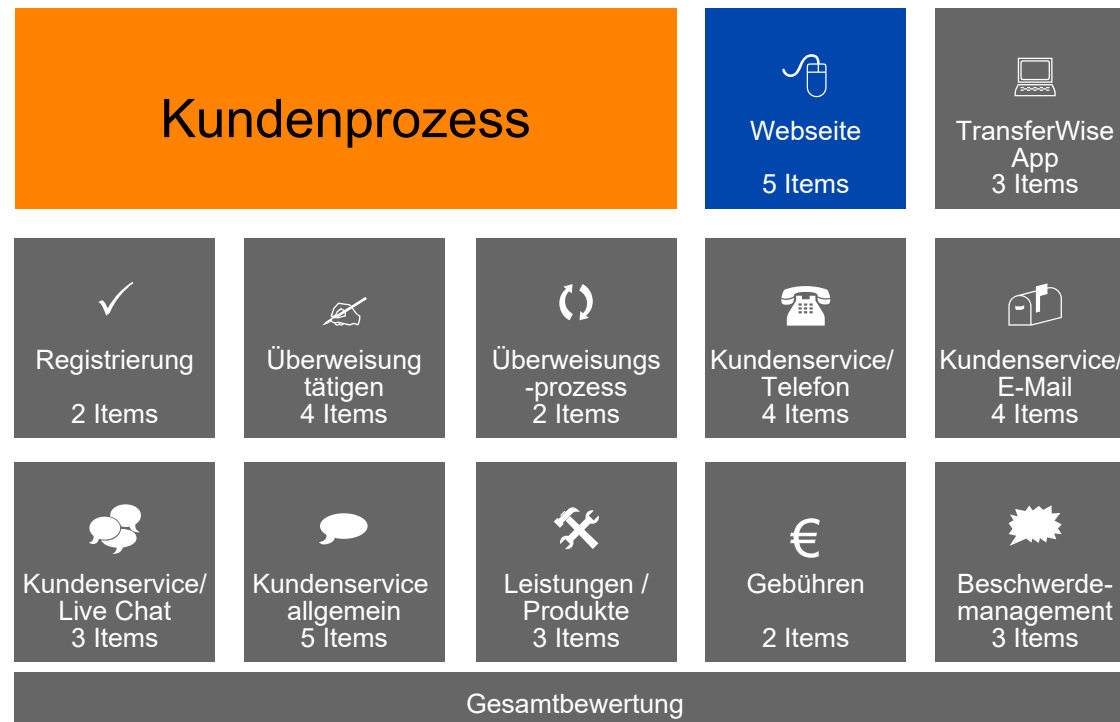 Kundenprozess
Webseite
5 Items
TransferWise
App
3 Items
Registrierung
2 Items
Überweisung
tätigen
4 Items
Überweisungs
-prozess
2 Items
Kundenservice/
Telefon
4 Items
Kundenservice/
E-Mail
4 Items
Kundenservice/
Live Chat
3 Items
Kundenservice
allgemein
5 Items
Leistungen /
Produkte
3 Items
€
Gebühren
2 Items
Beschwerde-
management
3 Items
Gesamtbewertung